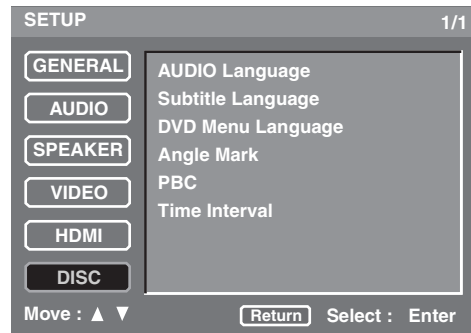 SETUP 1/1
GENERAL
AUDIO
SPEAKER
VIDEO
HDMI
DISC
AUDIO Language
Subtitle Language
DVD Menu Language
Angle Mark
PBC
Time Interval
Move : ▲ ▼ Return Select : Enter